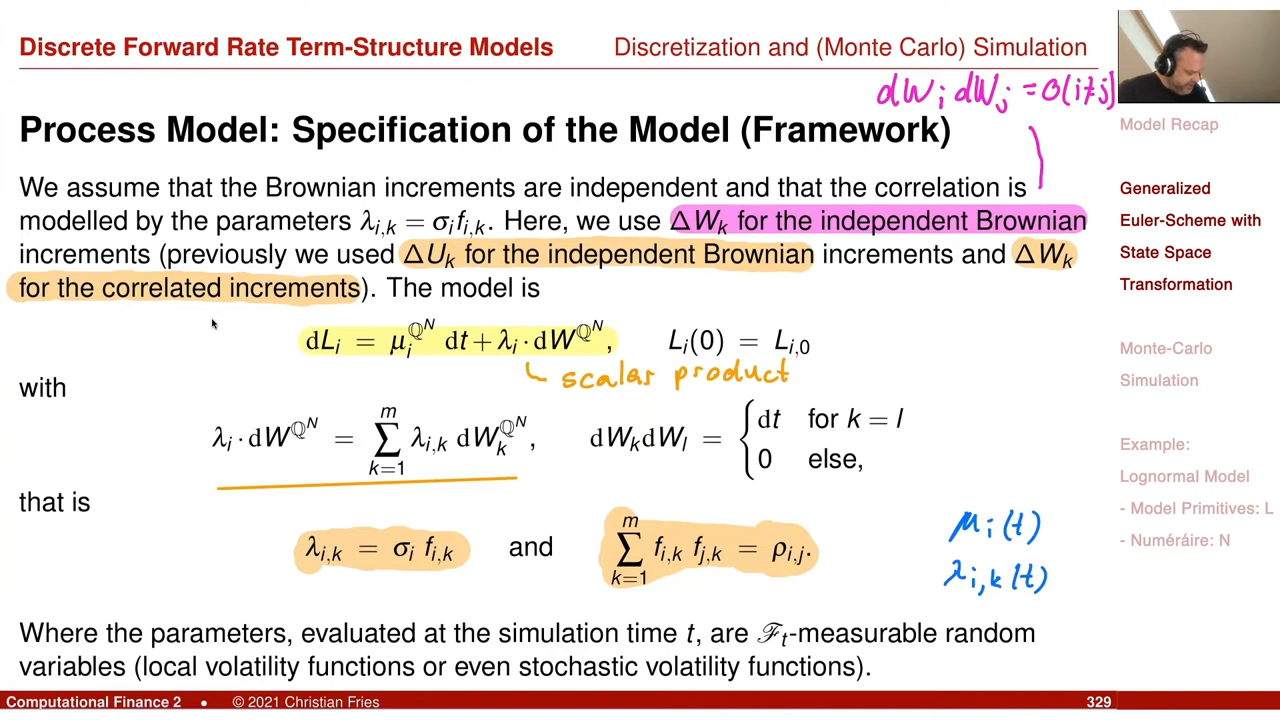 Discrete Forward Rate Term-Structure Models
Discretization and (Monte Carlo) Simulation
dW_i dW_j = 0 (i≠j)
Process Model: Specification of the Model (Framework)
We assume that the Brownian increments are independent and that the correlation is
modelled by the parameters λ_{i,k} = σ_i f_{i,k}. Here, we use ΔW_k for the independent Brownian
increments (previously we used ΔU_k for the independent Brownian increments and ΔW_k
for the correlated increments). The model is
dL_i = μ_i^{ℚ^N} dt + λ_i · dW^{ℚ^N}, L_i(0) = L_{i,0}
scalar product
with
λ_i · dW^{ℚ^N} = ∑_{k=1}^{m} λ_{i,k} dW_k^{ℚ^N}, dW_k dW_l = { dt for k = l
0 else,
that is
λ_{i,k} = σ_i f_{i,k} and ∑_{k=1}^{m} f_{i,k} f_{j,k} = ρ_{i,j}.
μ_i(t)
λ_{i,k}(t)
Where the parameters, evaluated at the simulation time t, are ℱ_t-measurable random
variables (local volatility functions or even stochastic volatility functions).
Model Recap
Generalized
Euler-Scheme with
State Space
Transformation
Monte-Carlo
Simulation
Example:
Lognormal Model
- Model Primitives: L
- Numéraire: N
Computational Finance 2 • © 2021 Christian Fries
329